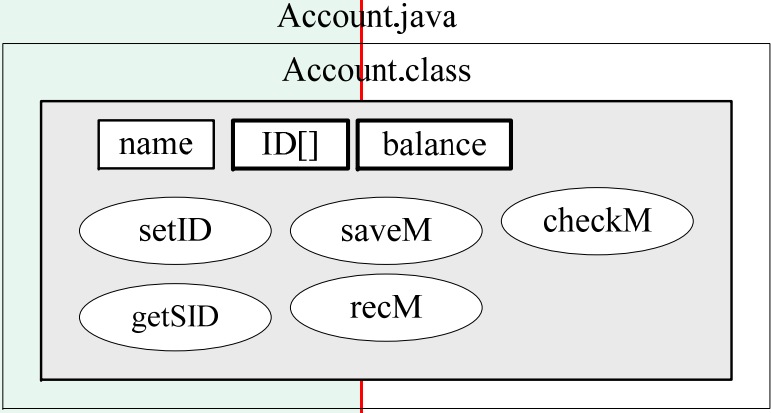 Account.java
Account.class
name ID[] balance
setID saveM checkM
getSID recM